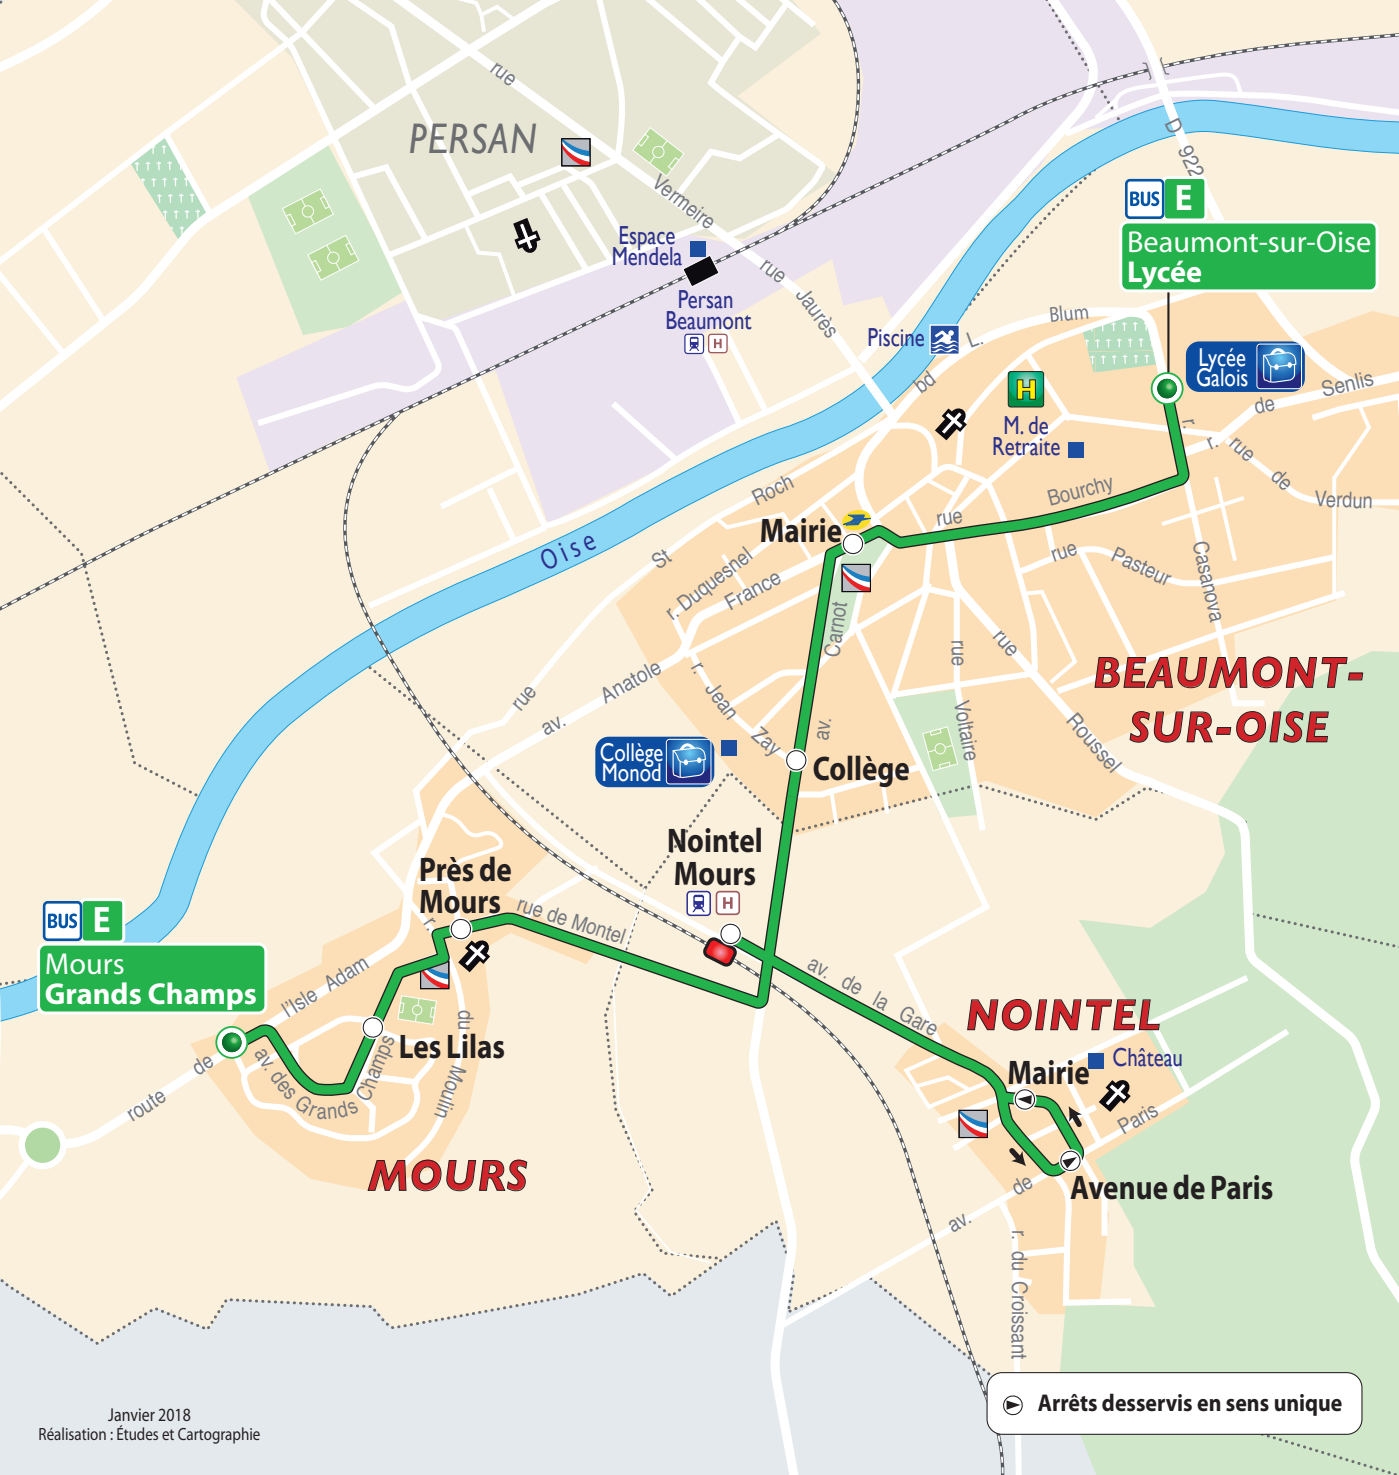 rue
PERSAN
Vermeire
D 922
BUS E
Beaumont-sur-Oise
Lycée
Espace
Mendela
rue
Jaurès
Persan
Beaumont
H
Piscine
L.
Blum
bd
H
Lycée
Galois
Senlis
de
r.
r.
rue
de
Verdun
M. de
Retraite
Bourchy
rue
Roch
St
Mairie
Oise
r. Duquesnel
France
Carnot
rue
Pasteur
Casanova
rue
rue
BEAUMONT-
SUR-OISE
Anatole
av.
rue
r.
Jean
Zay
av.
Voltaire
Roussel
Collège
Monod
Collège
Nointel
Mours
H
Près de
Mours
rue de Montel
r.
BUS E
Mours
Grands Champs
l'Isle Adam
de
route
Les Lilas
av. des Grands Champs
du Moulin
MOURS
av. de la Gare
NOINTEL
Mairie
Château
Paris
de
av.
Avenue de Paris
r. du Croissant
Arrêts desservis en sens unique
Janvier 2018
Réalisation : Études et Cartographie